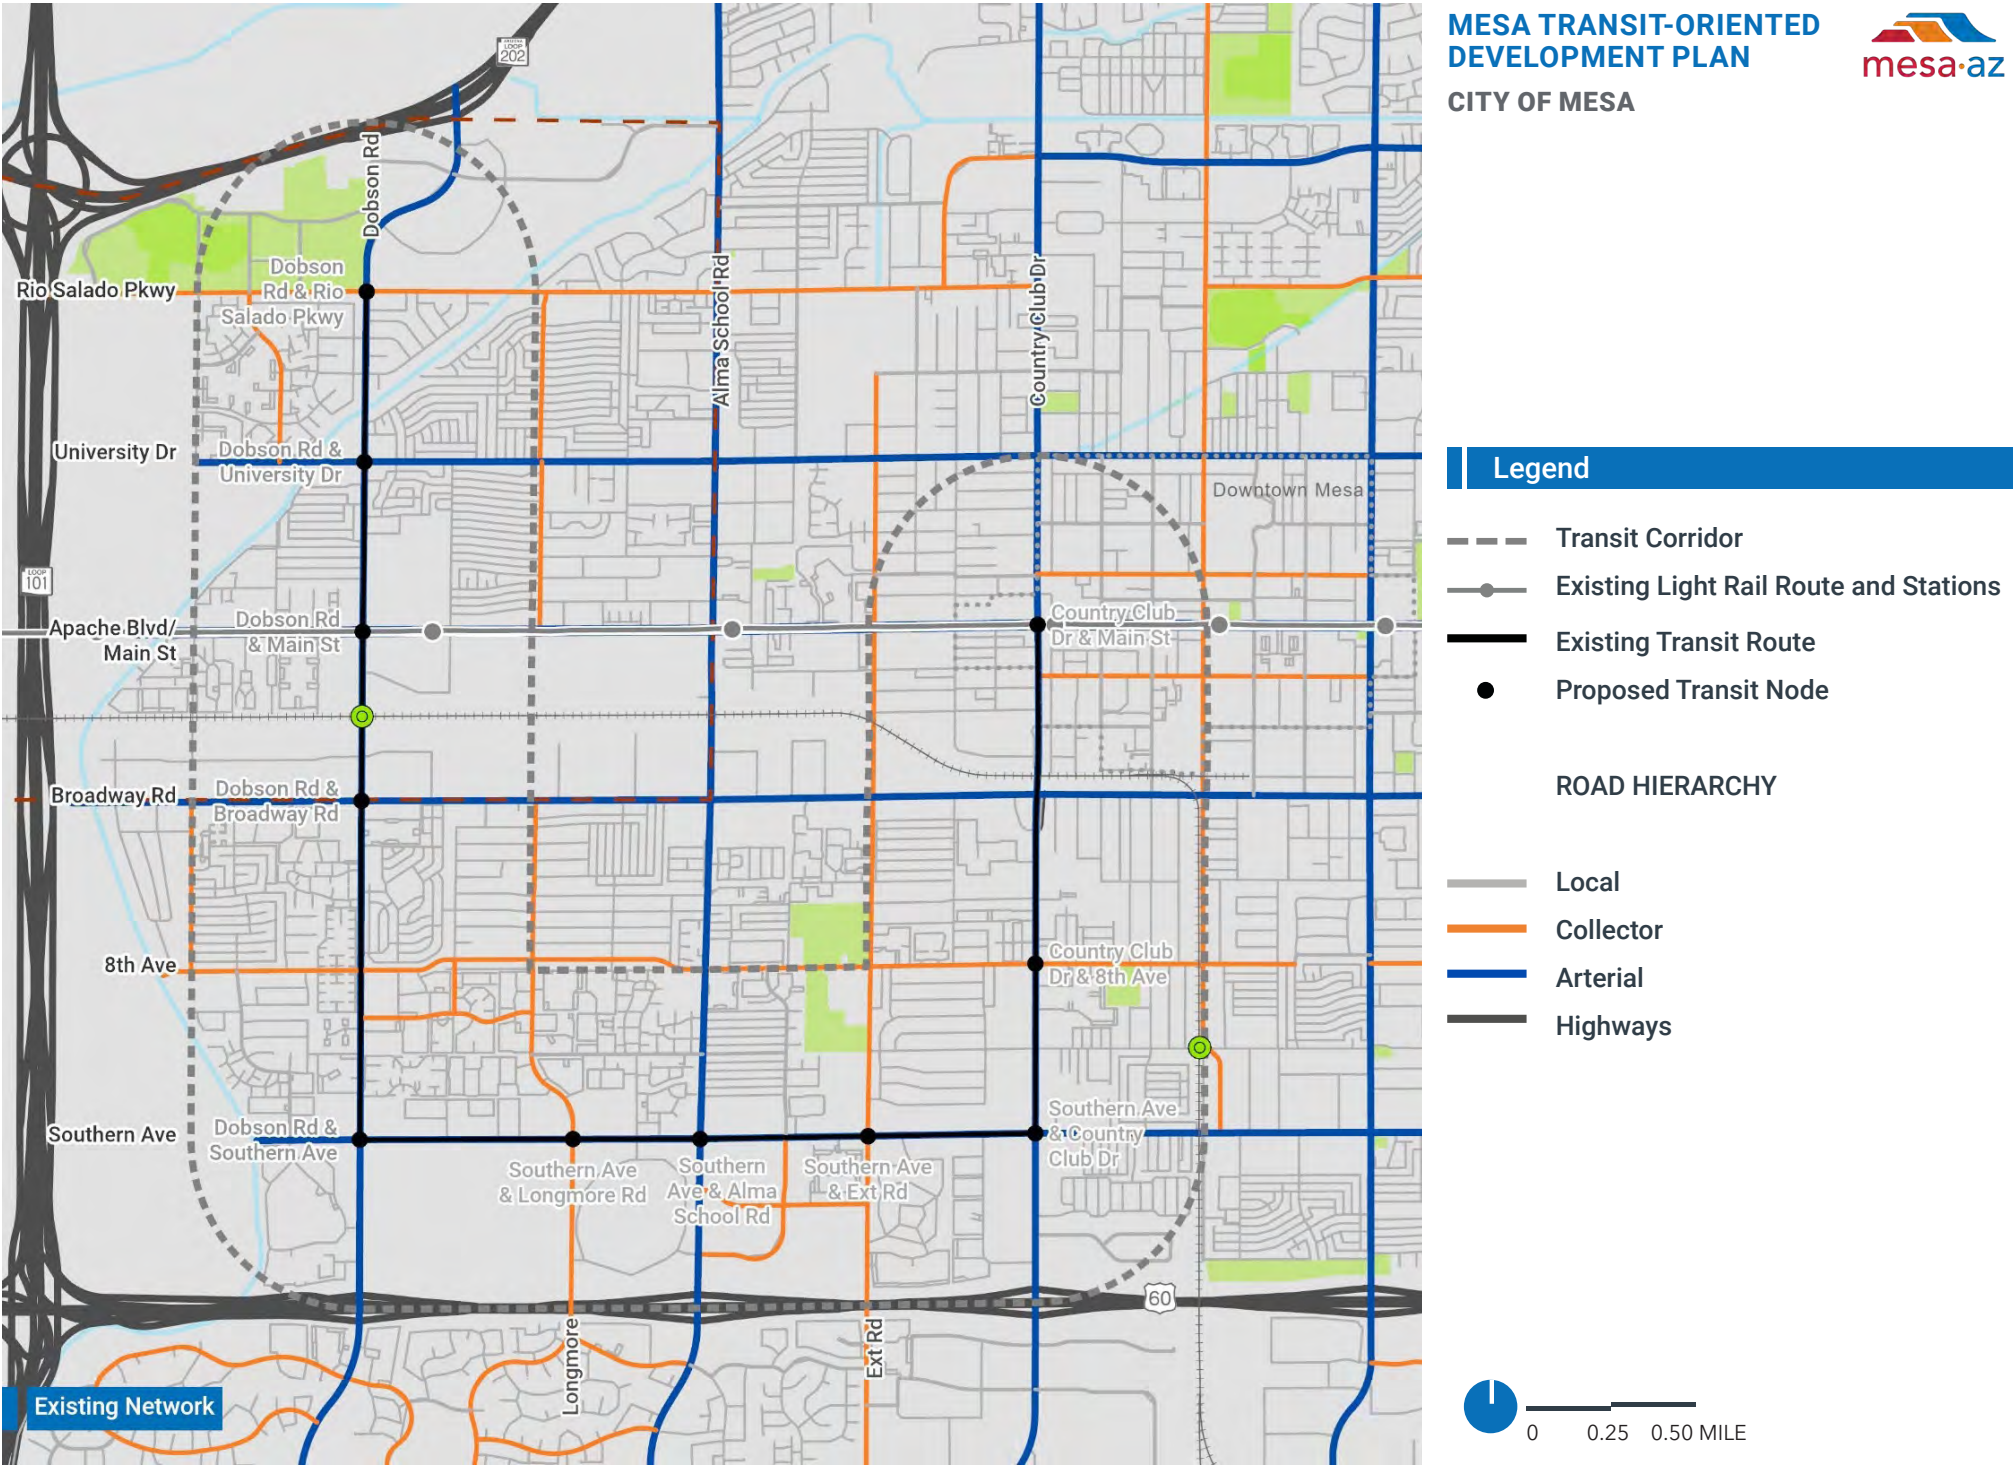 MESA TRANSIT-ORIENTED
DEVELOPMENT PLAN
CITY OF MESA
mesa·az
ARIZONA
LOOP
202
Dobson Rd
Alma School Rd
Country Club Dr
Rio Salado Pkwy
Dobson
Rd & Rio
Salado Pkwy
University Dr
Dobson Rd &
University Dr
Downtown Mesa
LOOP
101
Apache Blvd/
Main St
Dobson Rd
& Main St
Country Club
Dr & Main St
Broadway Rd
Dobson Rd &
Broadway Rd
8th Ave
Country Club
Dr & 8th Ave
Southern Ave
Dobson Rd &
Southern Ave
Southern Ave
& Longmore Rd
Southern
Ave & Alma
School Rd
Southern Ave
& Ext Rd
Southern Ave
& Country
Club Dr
60
Longmore
Ext Rd
Existing Network
Legend
Transit Corridor
Existing Light Rail Route and Stations
Existing Transit Route
Proposed Transit Node
ROAD HIERARCHY
Local
Collector
Arterial
Highways
0 0.25 0.50 MILE